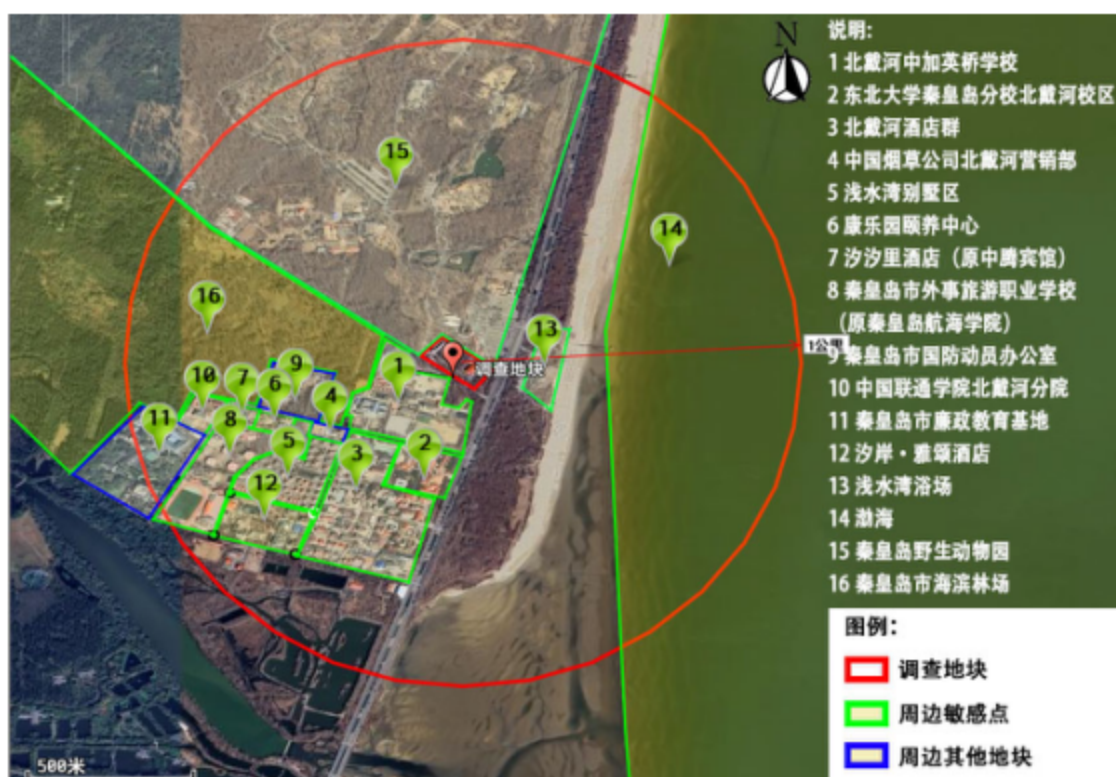 N
说明:
1 北戴河中加英桥学校
2 东北大学秦皇岛分校北戴河校区
3 北戴河酒店群
4 中国烟草公司北戴河营销部
5 浅水湾别墅区
6 康乐园颐养中心
7 汐汐里酒店（原中腾宾馆）
8 秦皇岛市外事旅游职业学校
（原秦皇岛航海学院）
9 秦皇岛市国防动员办公室
10 中国联通学院北戴河分院
11 秦皇岛市廉政教育基地
12 汐岸·雅颂酒店
13 浅水湾浴场
14 渤海
15 秦皇岛野生动物园
16 秦皇岛市海滨林场
图例:
调查地块
周边敏感点
周边其他地块
15
14
16
13
1公里
调查地块
9
1
10
7
6
4
11
8
5
3
2
12
500米